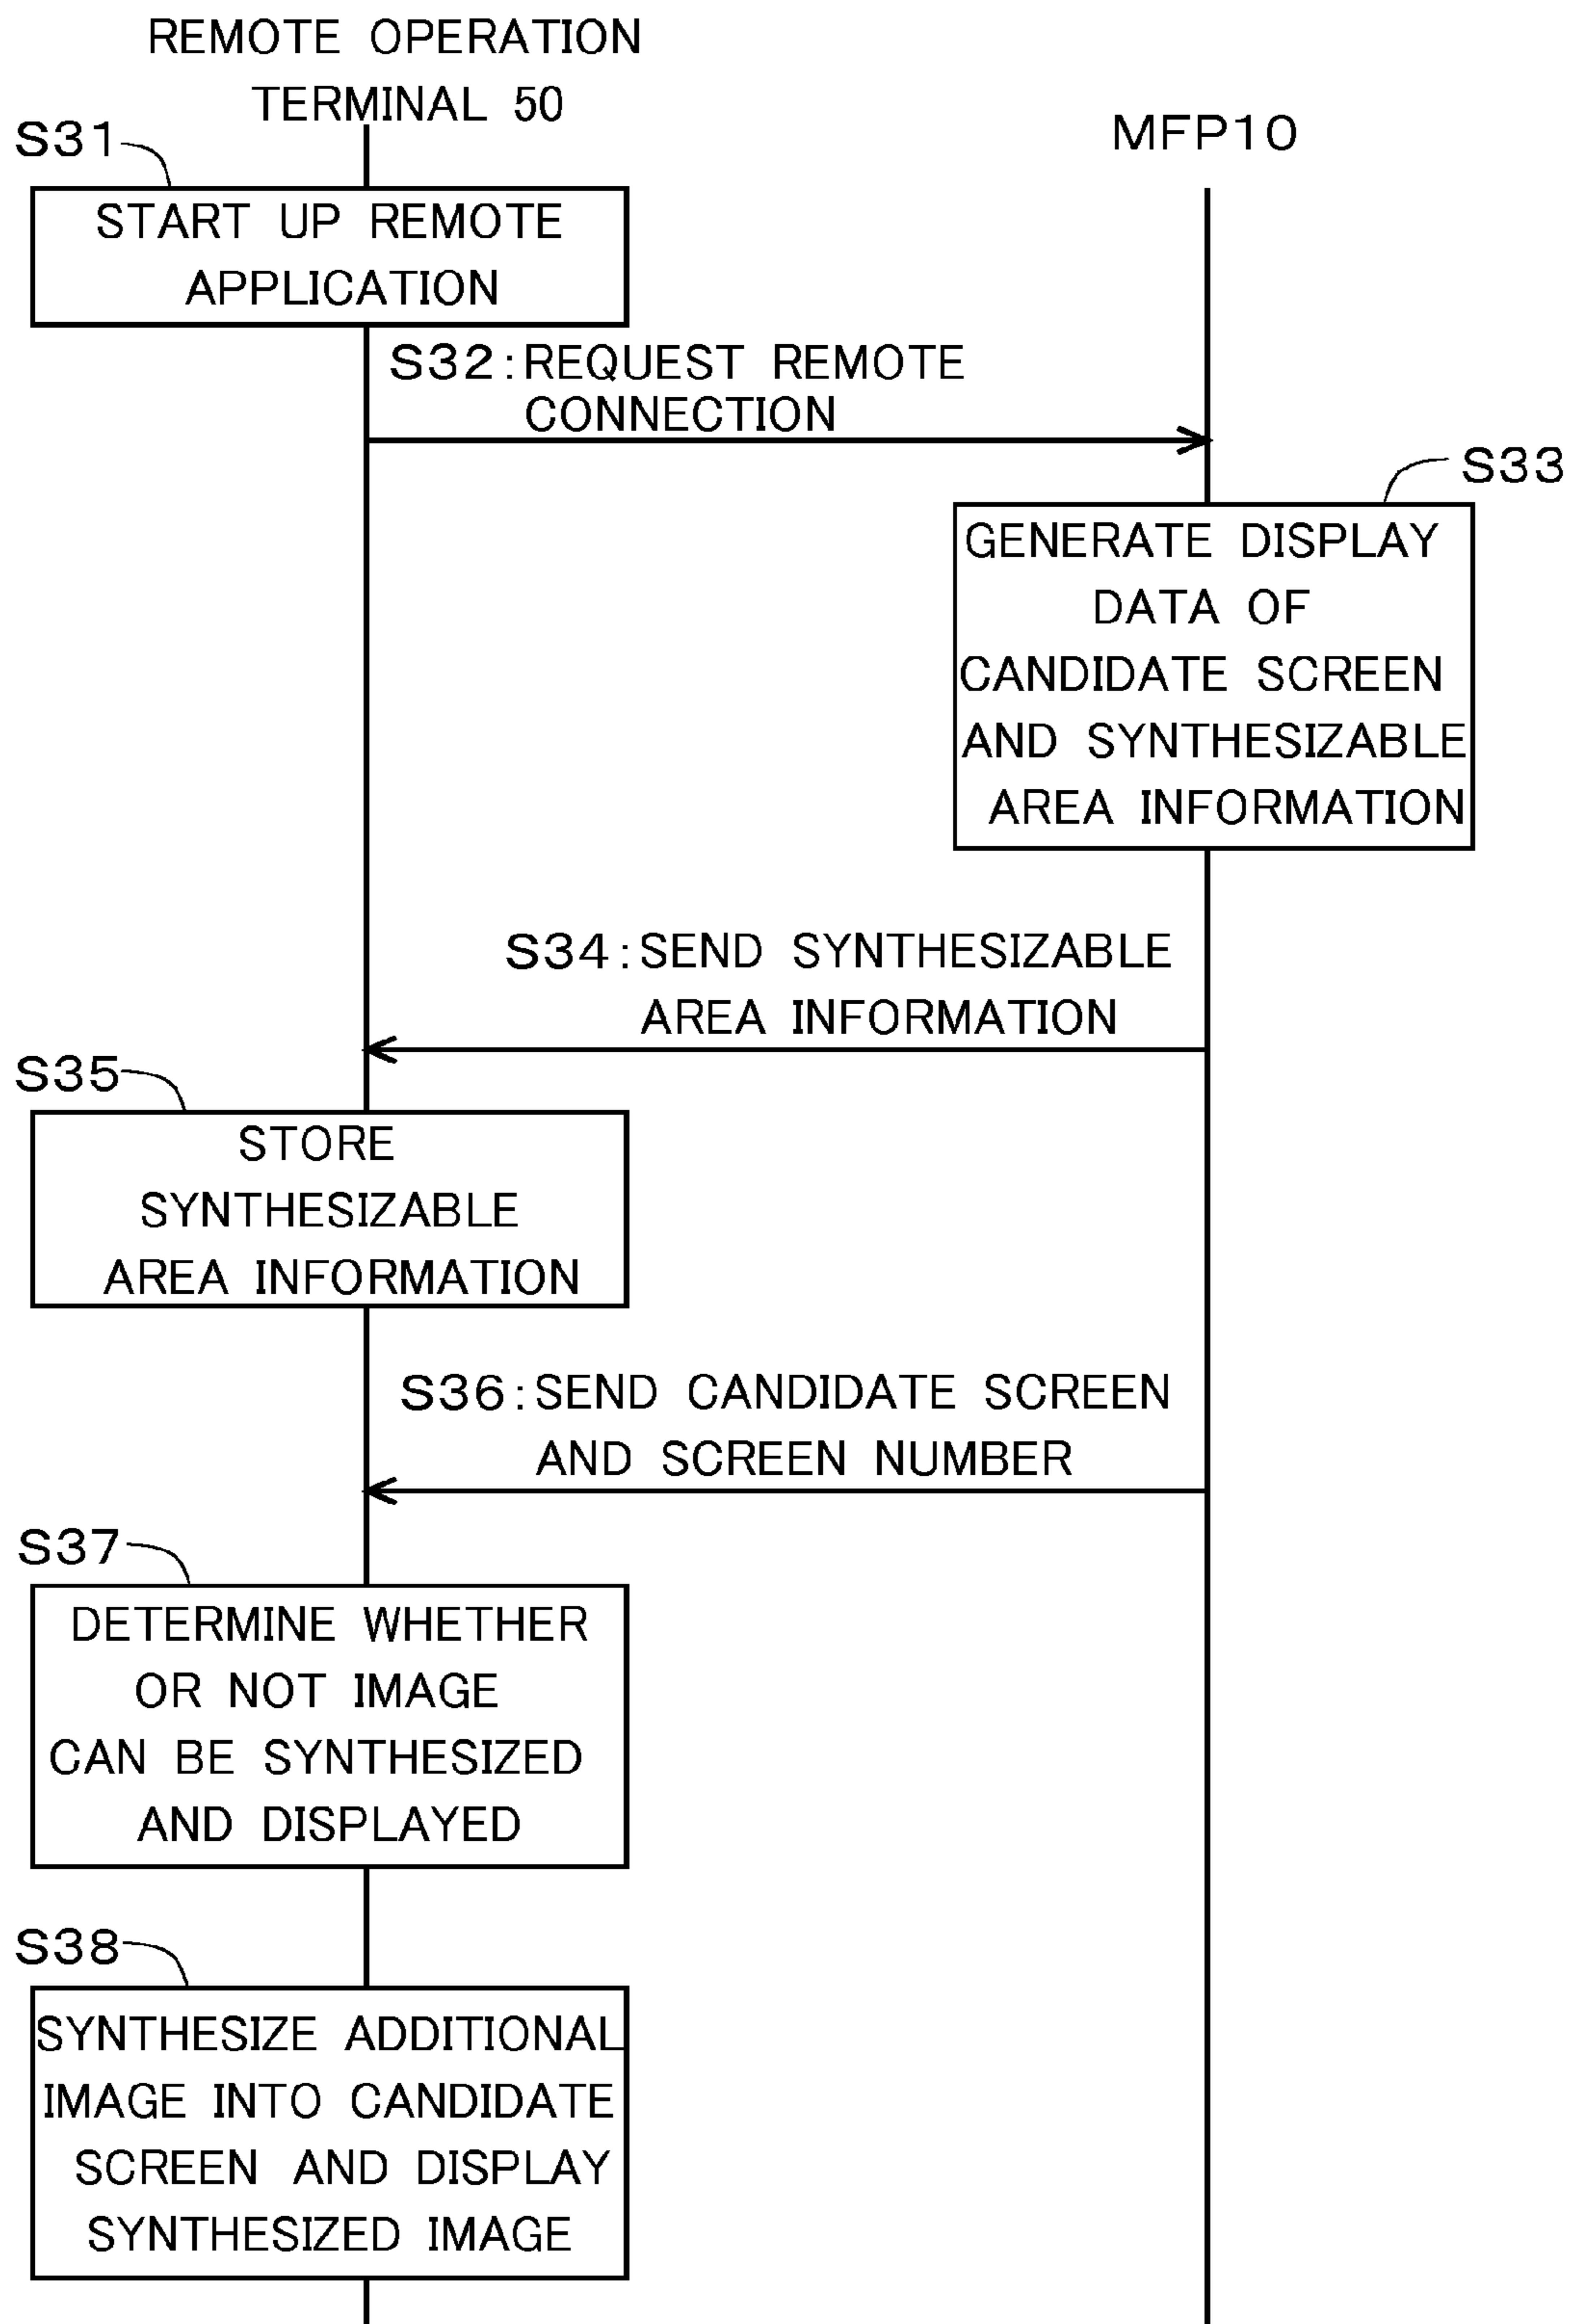 REMOTE OPERATION
TERMINAL 50
MFP10
S31
START UP REMOTE
APPLICATION
S32:REQUEST REMOTE
CONNECTION
S33
GENERATE DISPLAY
DATA OF
CANDIDATE SCREEN
AND SYNTHESIZABLE
AREA INFORMATION
S34:SEND SYNTHESIZABLE
AREA INFORMATION
S35
STORE
SYNTHESIZABLE
AREA INFORMATION
S36:SEND CANDIDATE SCREEN
AND SCREEN NUMBER
S37
DETERMINE WHETHER
OR NOT IMAGE
CAN BE SYNTHESIZED
AND DISPLAYED
S38
SYNTHESIZE ADDITIONAL
IMAGE INTO CANDIDATE
SCREEN AND DISPLAY
SYNTHESIZED IMAGE